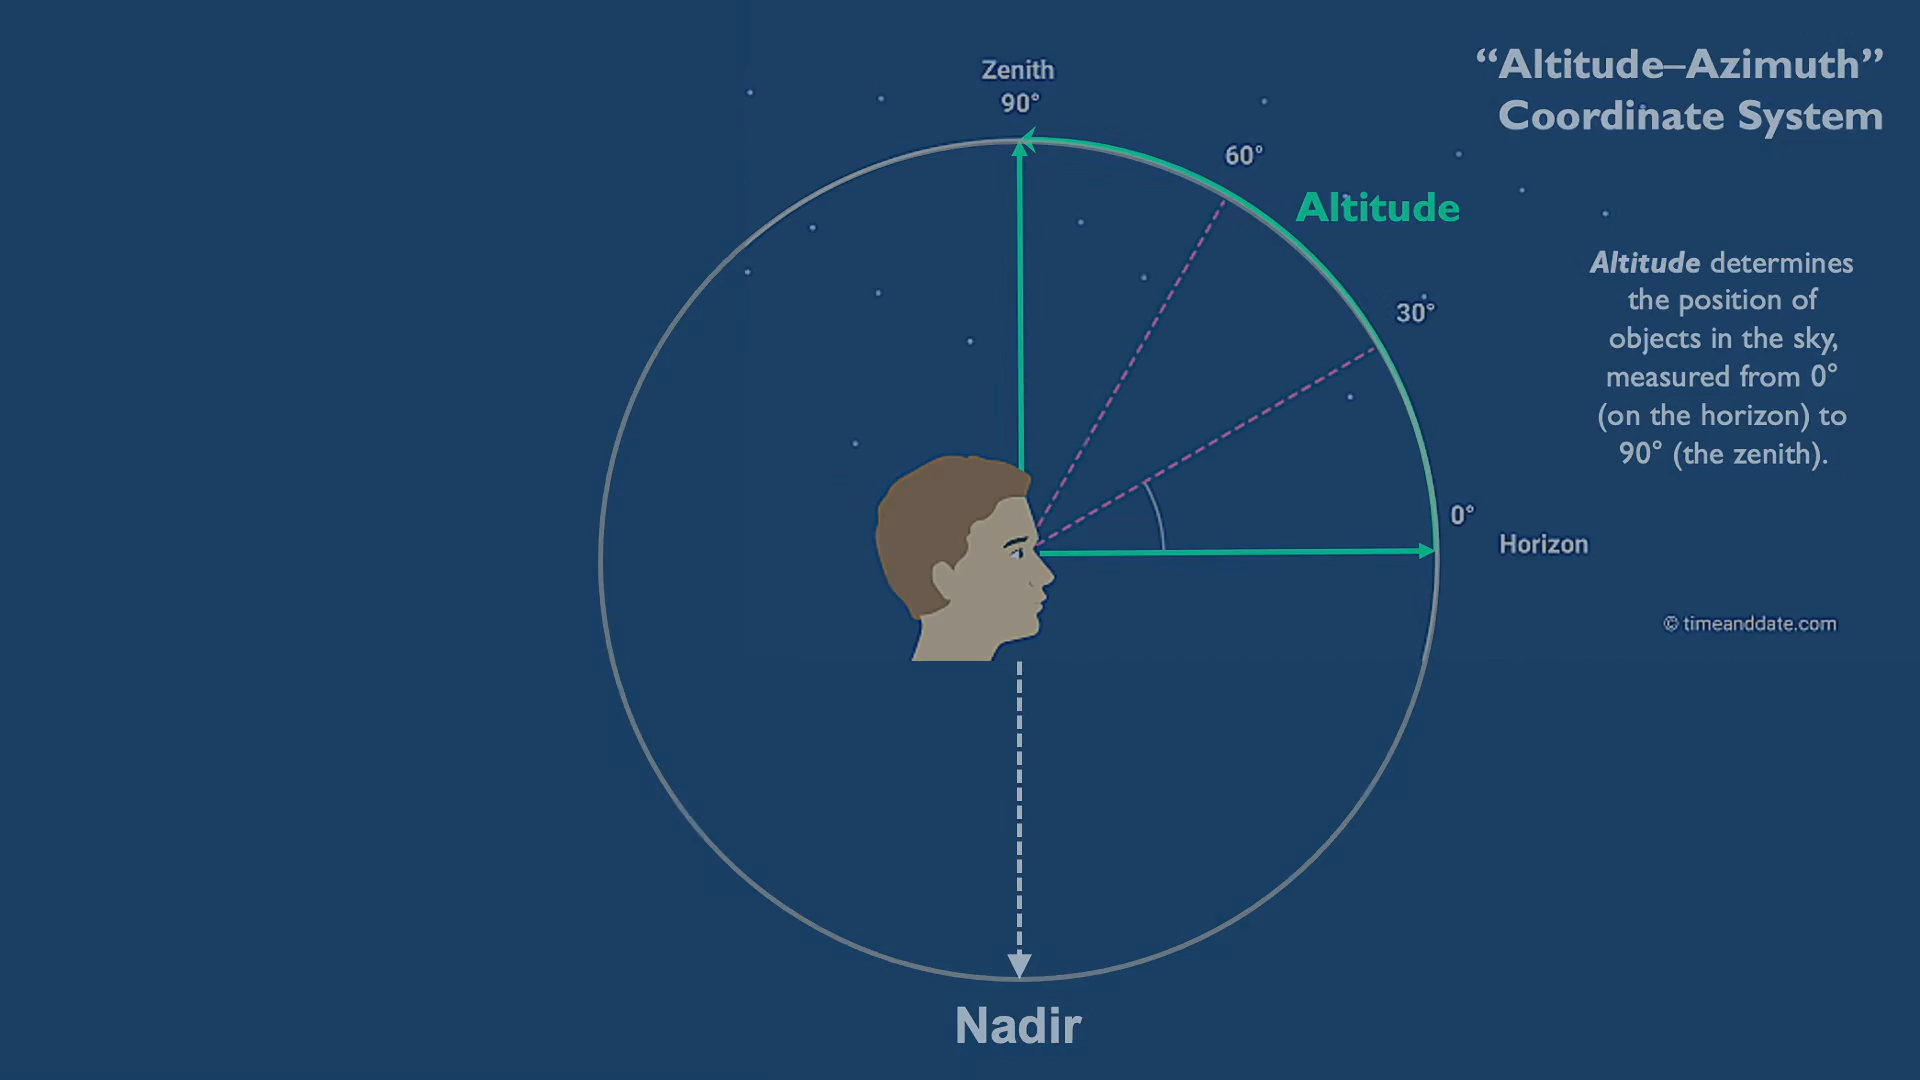 “Altitude–Azimuth”
Coordinate System
Zenith
90°
60°
Altitude
30°
0°
Horizon
Altitude determines
the position of
objects in the sky,
measured from 0°
(on the horizon) to
90° (the zenith).
© timeanddate.com
Nadir